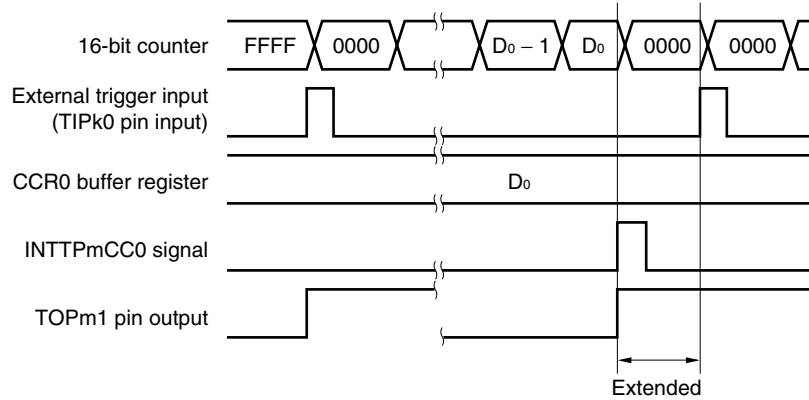 16-bit counter FFFF 0000 D₀ − 1 D₀ 0000 0000
External trigger input
(TIPk0 pin input)
CCR0 buffer register D₀
INTTPmCC0 signal
TOPm1 pin output
Extended